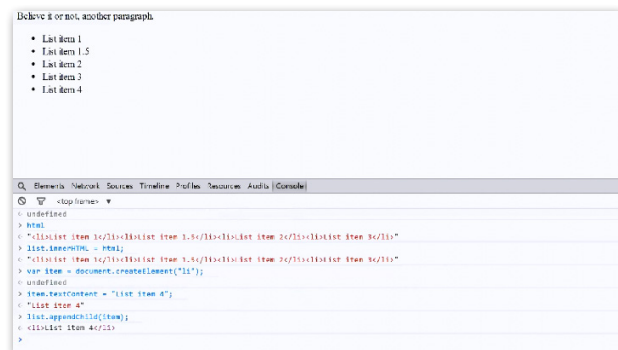 Believe it or not, another paragraph.
• List item 1
• List item 1.5
• List item 2
• List item 3
• List item 4
Elements Network Sources Timeline Profiles Resources Audits Console
<top frame> ▼
< undefined
> html
< "<li>List item 1</li><li>List item 1.5</li><li>List item 2</li><li>List item 3</li>"
> list.innerHTML = html;
< "<li>List item 1</li><li>List item 1.5</li><li>List item 2</li><li>List item 3</li>"
> var item = document.createElement("li");
< undefined
> item.textContent = "List item 4";
< "List item 4"
> list.appendChild(item);
< <li>List item 4</li>
>